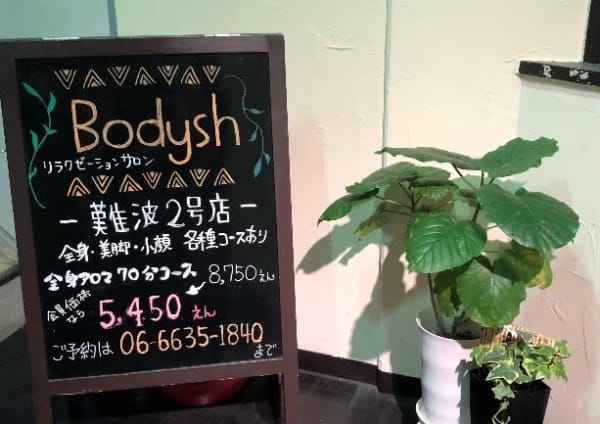 Bodysh
リラクゼーションサロン
－難波2号店－
全身・美脚・小顔 各種コースあり
全身アロマ 70分コース 8,750えん
会員価格なら
5,450えん
ご予約は 06-6635-1840 まで